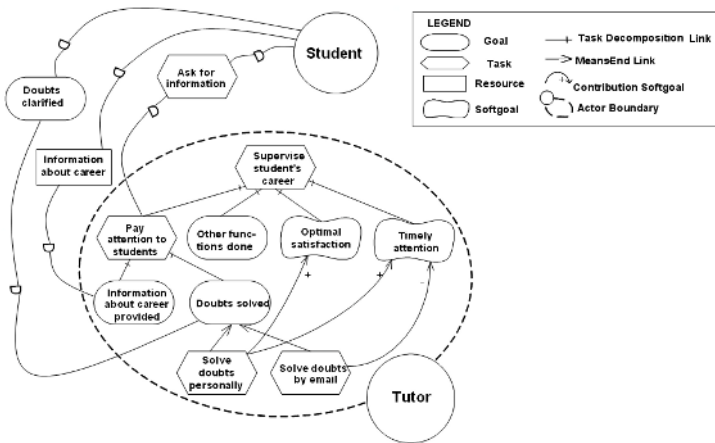 Student
Ask for
information
Doubts
clarified
Information
about career
Supervise
student's
career
Pay
attention to
students
Other func-
tions done
Optimal
satisfaction
Timely
attention
Information
about career
provided
Doubts solved
+
+
-
Solve
doubts
personally
Solve doubts
by email
Tutor
LEGEND
Goal
Task
Resource
Softgoal
Task Decomposition Link
MeansEnd Link
+
Contribution Softgoal
Actor Boundary